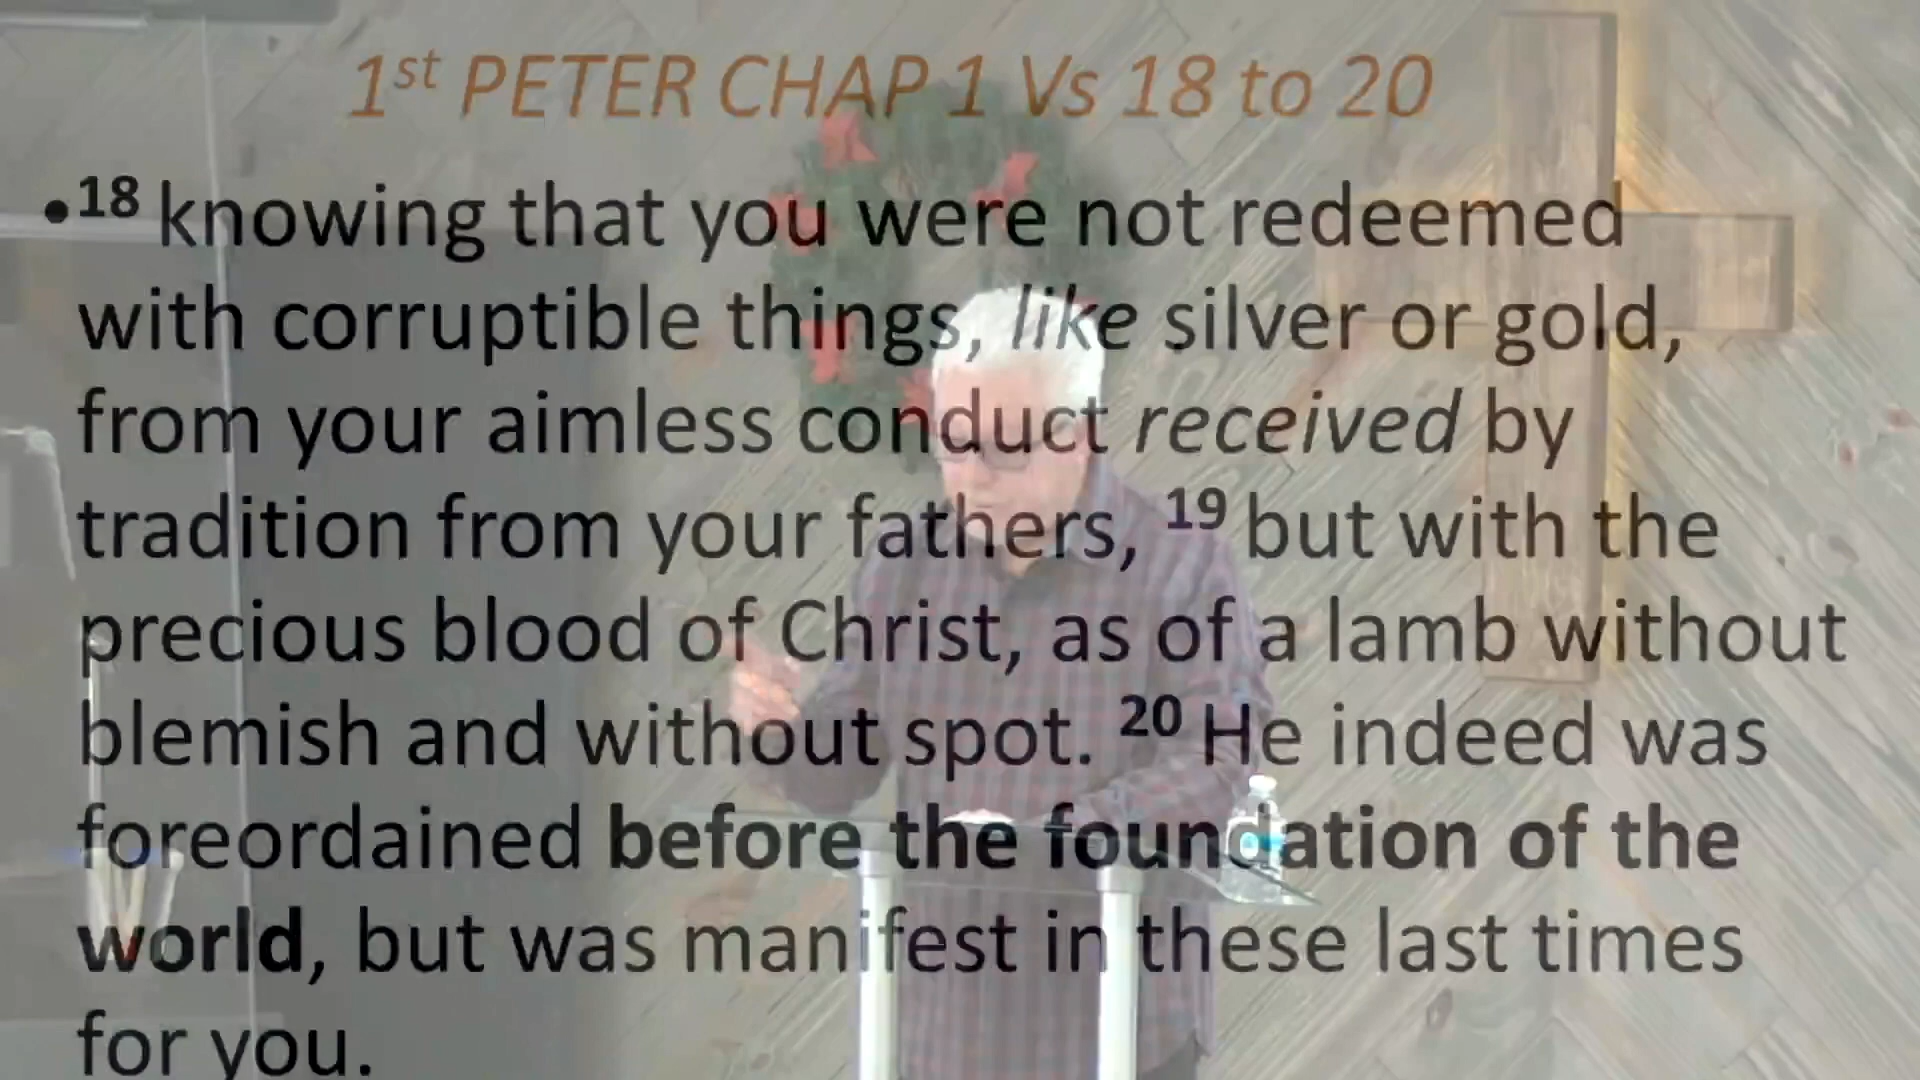 1st PETER CHAP 1 Vs 18 to 20
•18 knowing that you were not redeemed
with corruptible things, like silver or gold,
from your aimless conduct received by
tradition from your fathers, 19 but with the
precious blood of Christ, as of a lamb without
blemish and without spot. 20 He indeed was
foreordained before the foundation of the
world, but was manifest in these last times
for you.